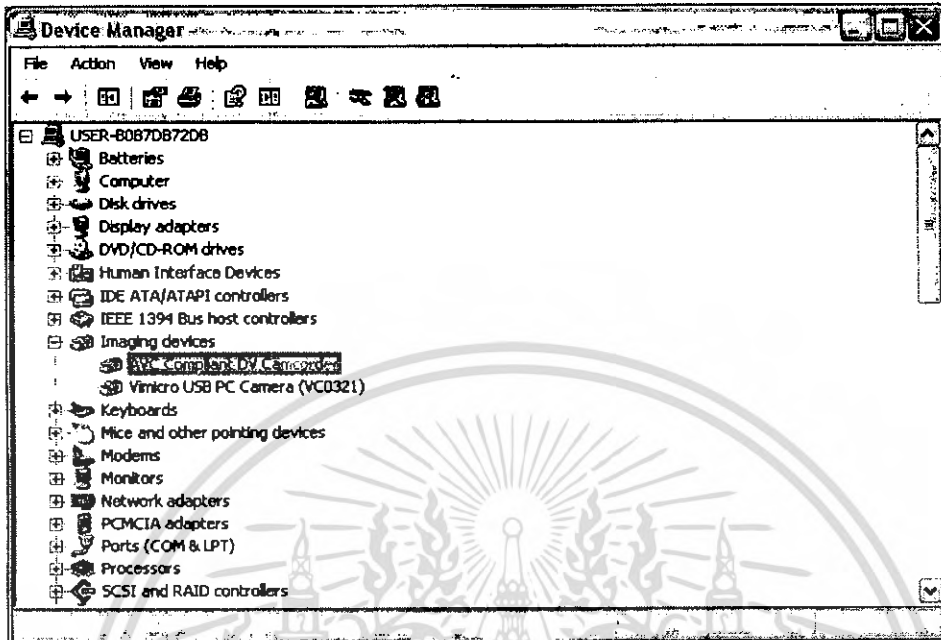 Device Manager
File Action View Help
USER-B0B7DB72DB
Batteries
Computer
Disk drives
Display adapters
DVD/CD-ROM drives
Human Interface Devices
IDE ATA/ATAPI controllers
IEEE 1394 Bus host controllers
Imaging devices
AVC Compliant DV Camcorder
Vimicro USB PC Camera (VC0321)
Keyboards
Mice and other pointing devices
Modems
Monitors
Network adapters
PCMCIA adapters
Ports (COM & LPT)
Processors
SCSI and RAID controllers